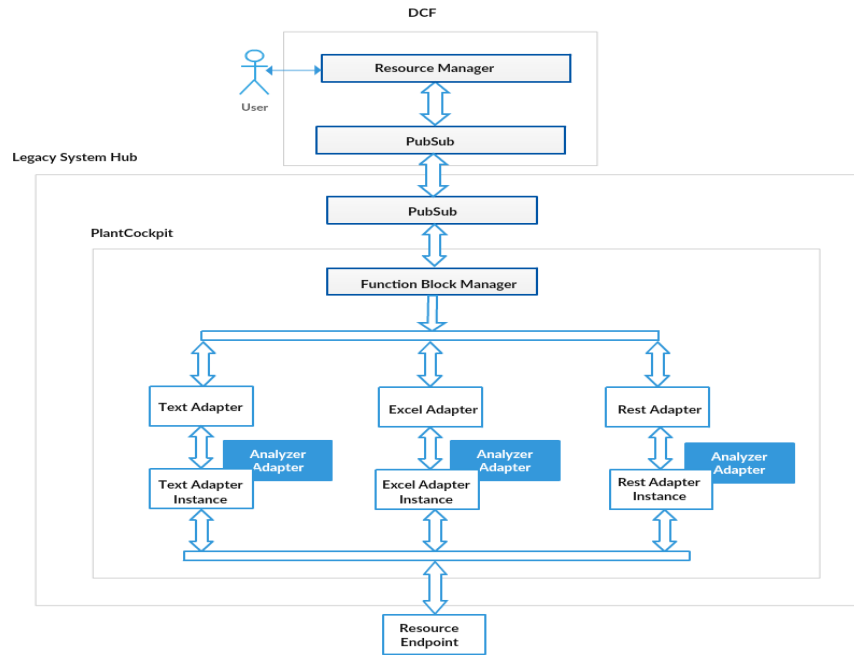 DCF
Resource Manager
User
PubSub
Legacy System Hub
PubSub
PlantCockpit
Function Block Manager
Text Adapter
Excel Adapter
Rest Adapter
Analyzer
Adapter
Analyzer
Adapter
Analyzer
Adapter
Text Adapter
Instance
Excel Adapter
Instance
Rest Adapter
Instance
Resource
Endpoint